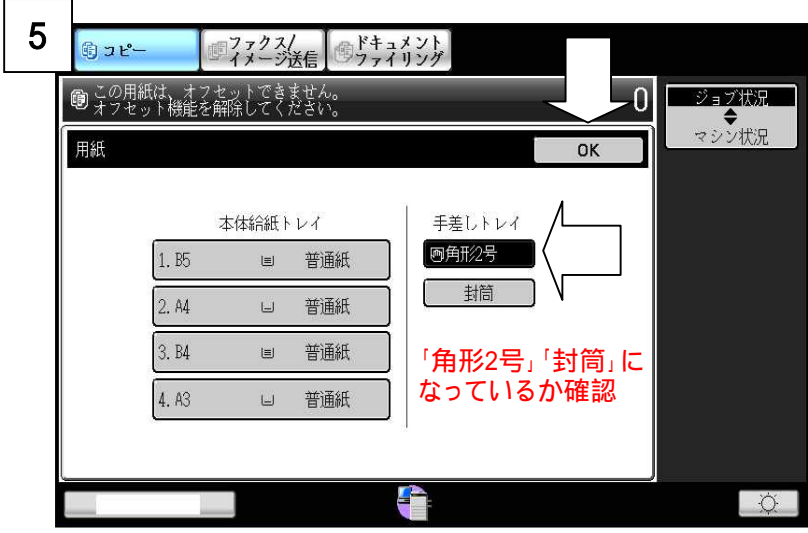 5
コピー
ファクス/
イメージ送信
ドキュメント
ファイリング
この用紙は、オフセットできません。
オフセット機能を解除してください。
0
ジョブ状況
マシン状況
用紙
OK
本体給紙トレイ
手差しトレイ
1. B5 普通紙
角形2号
2. A4 普通紙
封筒
3. B4 普通紙
4. A3 普通紙
「角形2号」「封筒」に
なっているか確認